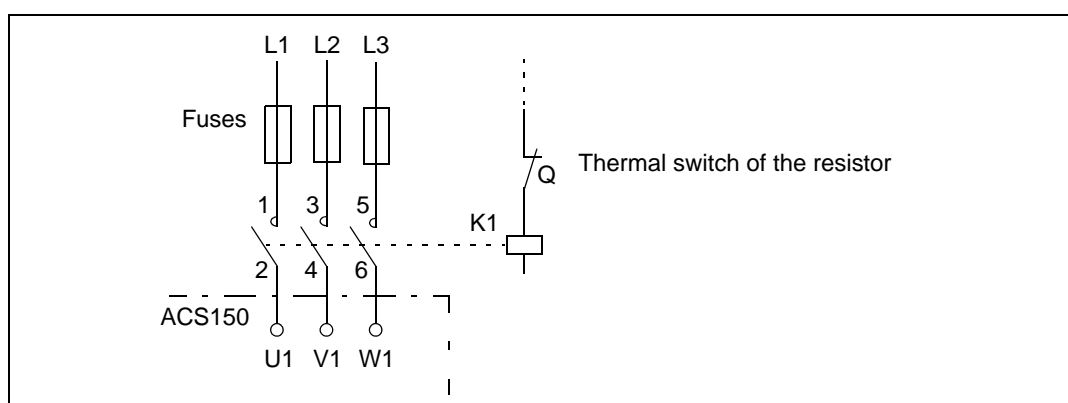 L1 L2 L3
Fuses
Thermal switch of the resistor
Q
1 3 5
K1
2 4 6
ACS150
U1 V1 W1